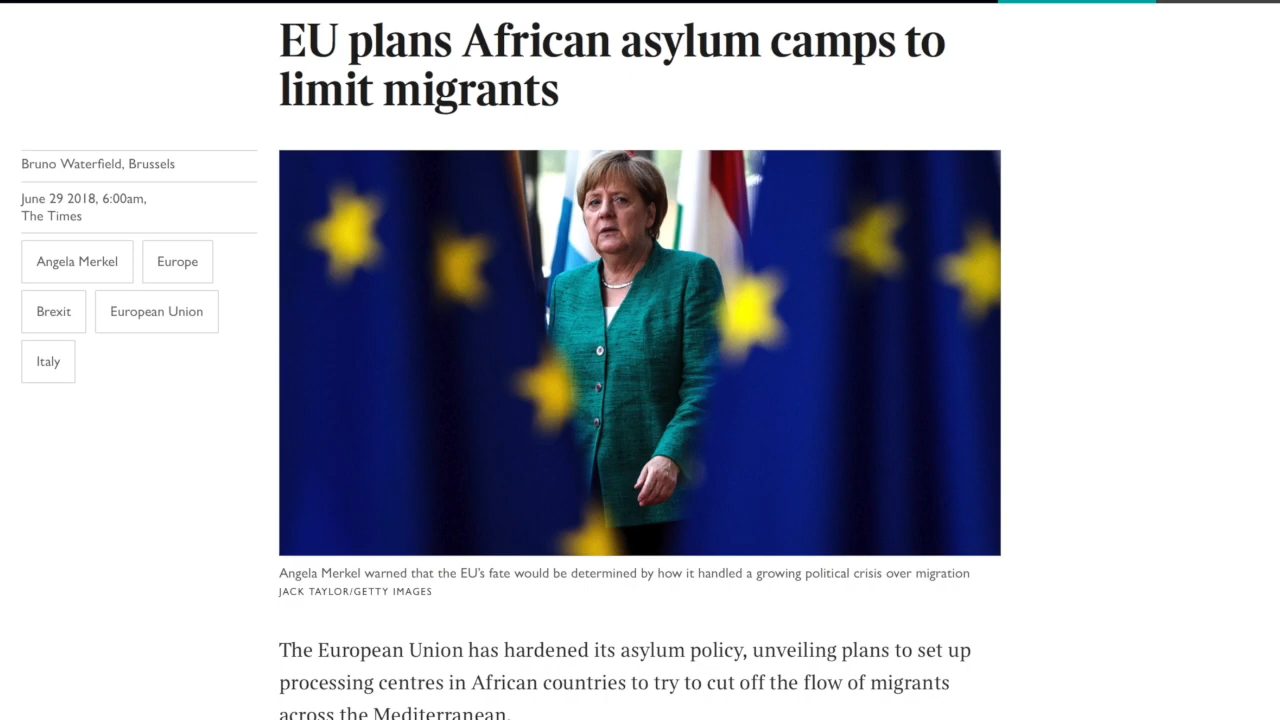 EU plans African asylum camps to
limit migrants
Bruno Waterfield, Brussels
June 29 2018, 6:00am,
The Times
Angela Merkel
Europe
Brexit
European Union
Italy
Angela Merkel warned that the EU’s fate would be determined by how it handled a growing political crisis over migration
JACK TAYLOR/GETTY IMAGES
The European Union has hardened its asylum policy, unveiling plans to set up
processing centres in African countries to try to cut off the flow of migrants
across the Mediterranean.